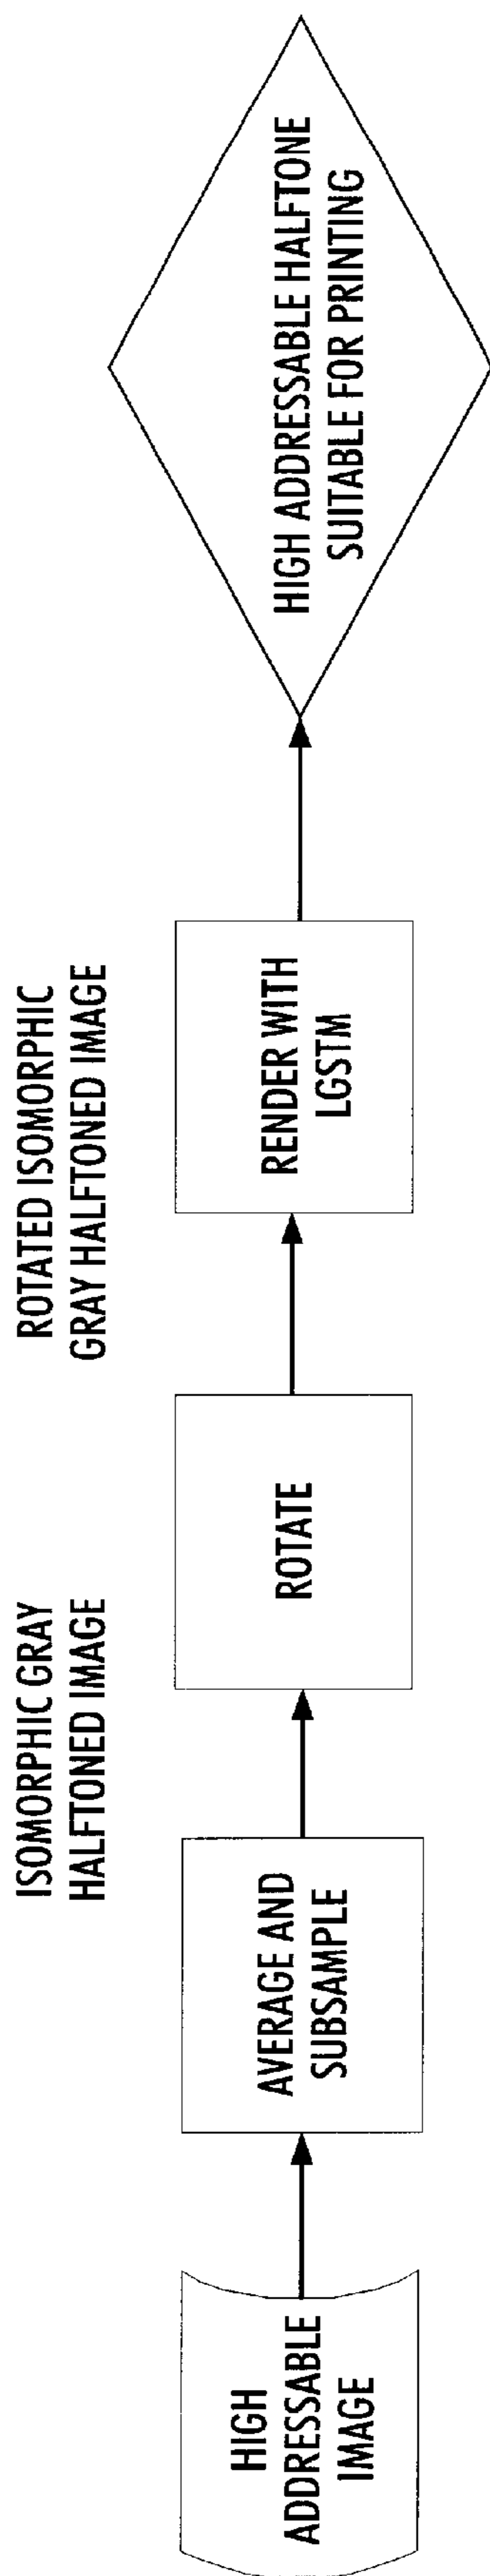 HIGH
ADDRESSABLE
IMAGE
AVERAGE AND
SUBSAMPLE
ISOMORPHIC GRAY
HALFTONED IMAGE
ROTATE
ROTATED ISOMORPHIC
GRAY HALFTONED IMAGE
RENDER WITH
LGSTM
HIGH ADDRESSABLE HALFTONE
SUITABLE FOR PRINTING